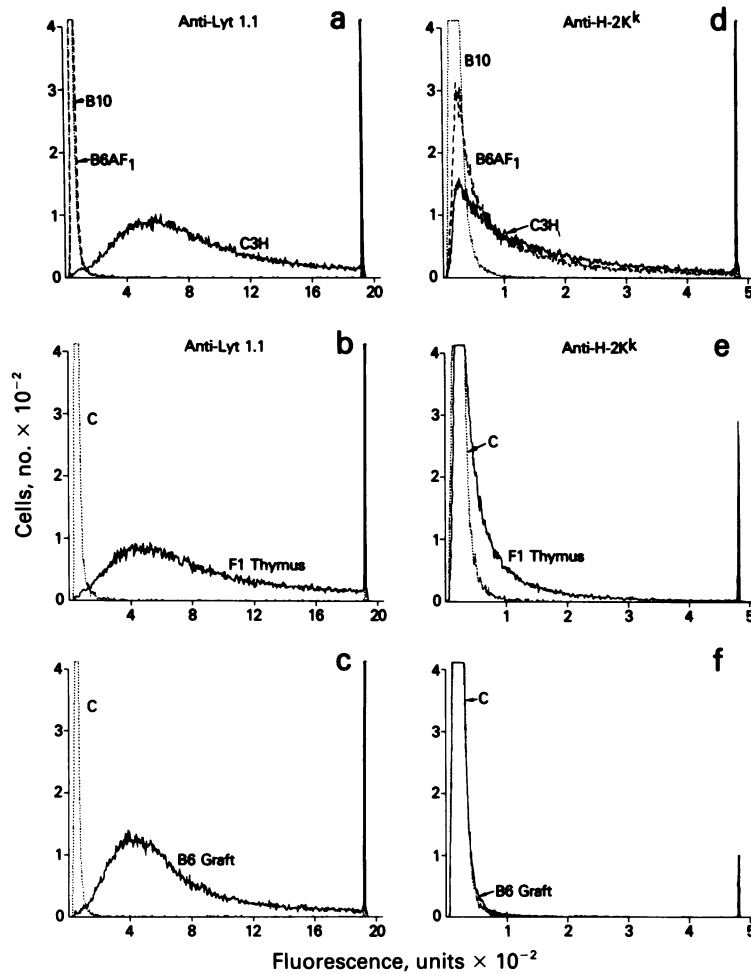 a
Anti-Lyt 1.1
B10
B6AF1
C3H
4
3
2
1
0
4 8 12 16 20
d
Anti-H-2Kk
B10
B6AF1
C3H
4
3
2
1
0
1 2 3 4 5
b
Anti-Lyt 1.1
C
F1 Thymus
4
3
2
1
0
4 8 12 16 20
e
Anti-H-2Kk
C
F1 Thymus
4
3
2
1
0
1 2 3 4 5
c
C
B6 Graft
4
3
2
1
0
4 8 12 16 20
f
C
B6 Graft
4
3
2
1
0
1 2 3 4 5
Cells, no. × 10−2
Fluorescence, units × 10−2